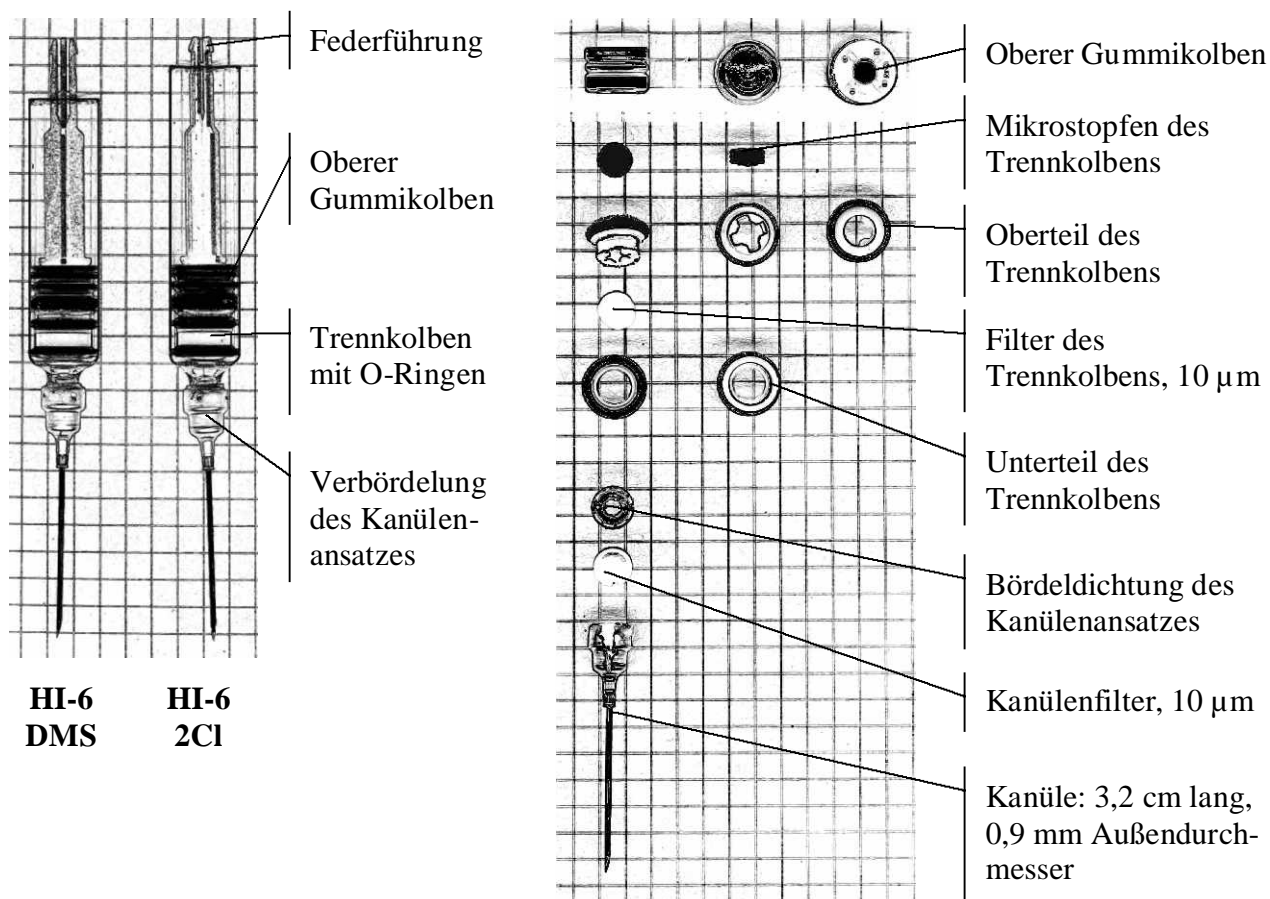 Federführung
Oberer
Gummikolben
Trennkolben
mit O-Ringen
Verbördelung
des Kanülen-
ansatzes
HI-6
DMS
HI-6
2Cl
Oberer Gummikolben
Mikrostopfen des
Trennkolbens
Oberteil des
Trennkolbens
Filter des
Trennkolbens, 10 µm
Unterteil des
Trennkolbens
Bördeldichtung des
Kanülenansatzes
Kanülenfilter, 10 µm
Kanüle: 3,2 cm lang,
0,9 mm Außendurch-
messer